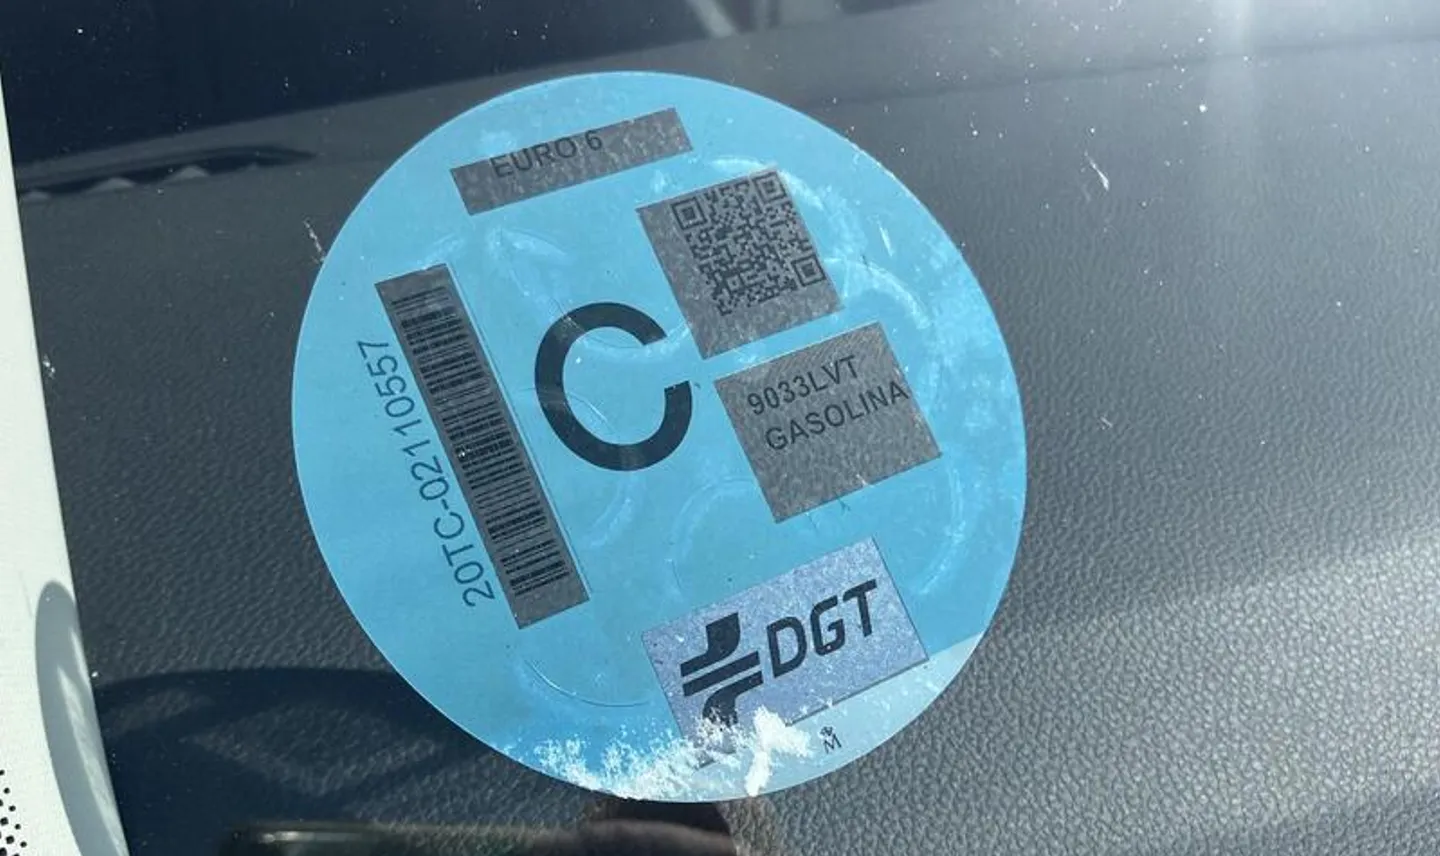 EURO 6
20TC-02110557
C
9033LVT
GASOLINA
DGT
M